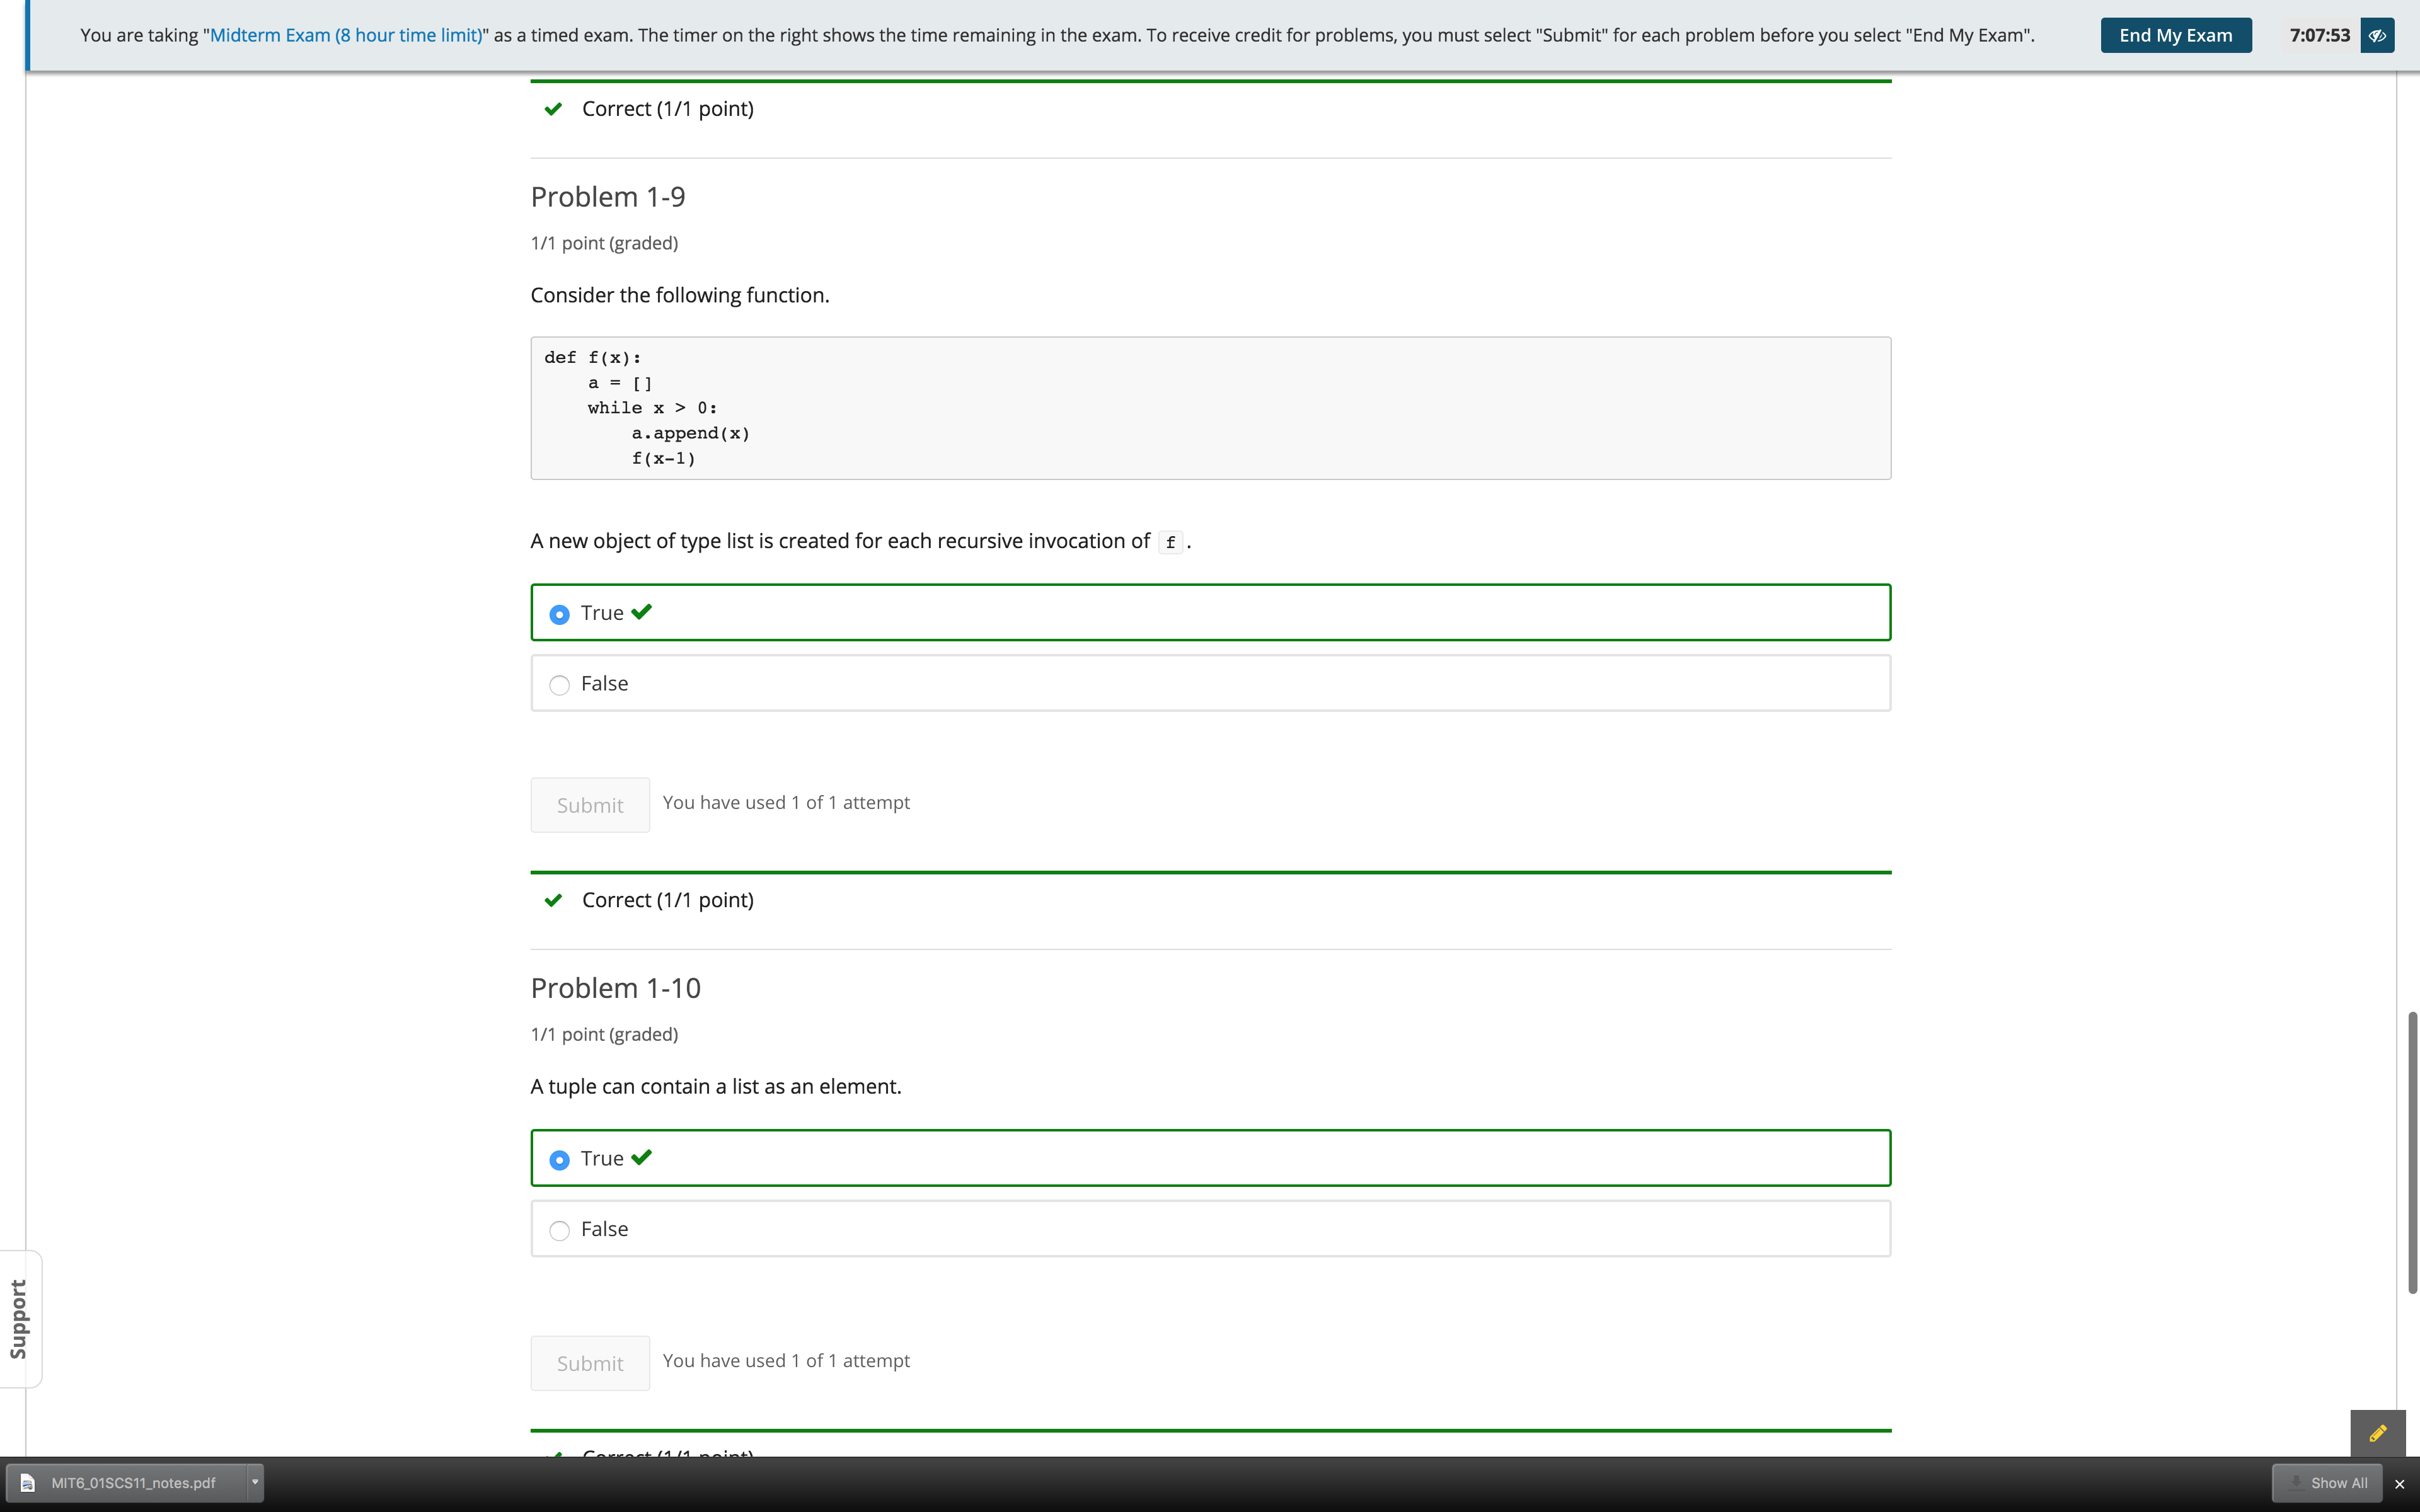 You are taking "Midterm Exam (8 hour time limit)" as a timed exam. The timer on the right shows the time remaining in the exam. To receive credit for problems, you must select "Submit" for each problem before you select "End My Exam".
End My Exam
7:07:53
Correct (1/1 point)
Problem 1-9
1/1 point (graded)
Consider the following function.
def f(x):
    a = []
    while x > 0:
        a.append(x)
        f(x-1)
A new object of type list is created for each recursive invocation of f .
True
False
Submit You have used 1 of 1 attempt
Correct (1/1 point)
Problem 1-10
1/1 point (graded)
A tuple can contain a list as an element.
True
False
Support
Submit You have used 1 of 1 attempt
Correct (1/1 point)
MIT6_01SCS11_notes.pdf
Show All